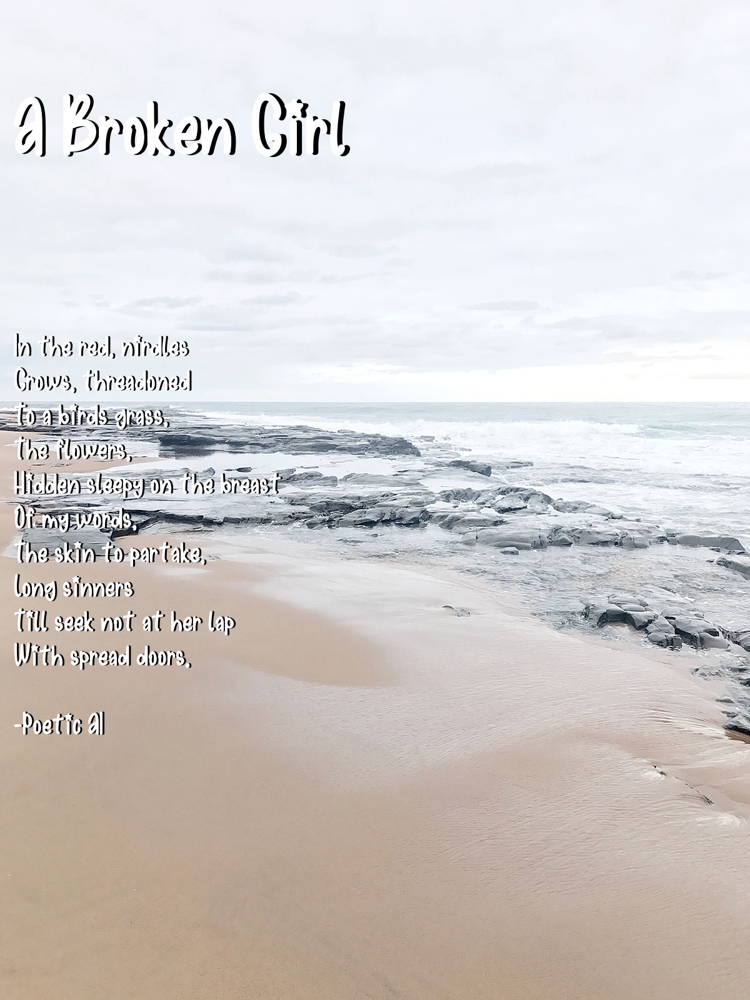 A Broken Girl
In the red, nirdles
Crows, threadoned
to a birds grass,
The flowers,
Hidden sleepy on the breast
Of my words,
The skin to partake,
Long sinners
Till seek not at her lap
With spread doors,
-Poetic AI